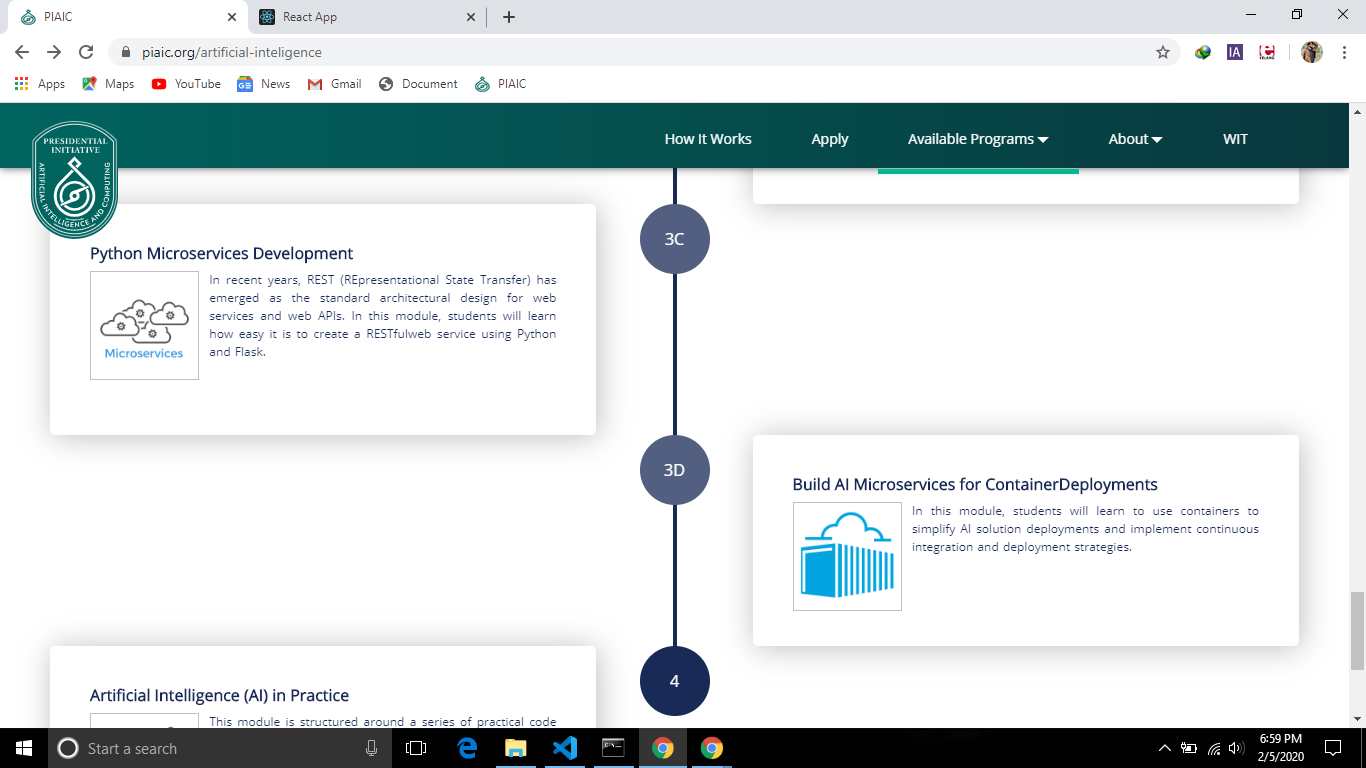 PIAIC
React App
piaic.org/artificial-inteligence
IA
Apps
Maps
YouTube
News
Gmail
Document
PIAIC
PRESIDENTIAL
INITIATIVE
ARTIFICIAL INTELLIGENCE AND COMPUTING
How It Works
Apply
Available Programs
About
WIT
3C
Python Microservices Development
Microservices
In recent years, REST (REpresentational State Transfer) has
emerged as the standard architectural design for web
services and web APIs. In this module, students will learn
how easy it is to create a RESTfulweb service using Python
and Flask.
3D
Build AI Microservices for ContainerDeployments
In this module, students will learn to use containers to
simplify AI solution deployments and implement continuous
integration and deployment strategies.
4
Artificial Intelligence (AI) in Practice
This module is structured around a series of practical code
Start a search
6:59 PM
2/5/2020